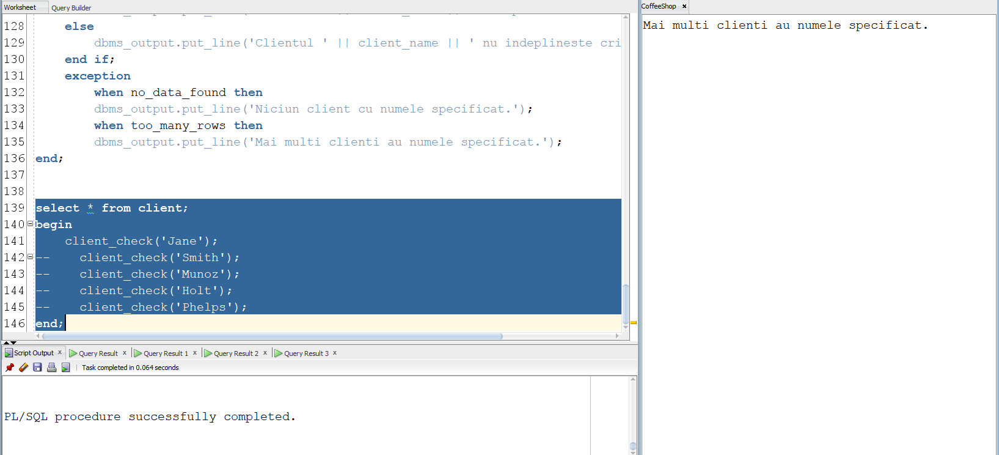 Worksheet Query Builder
128 else
129 dbms_output.put_line('Clientul ' || client_name || ' nu indeplineste cri
130 end if;
131 exception
132 when no_data_found then
133 dbms_output.put_line('Niciun client cu numele specificat.');
134 when too_many_rows then
135 dbms_output.put_line('Mai multi clienti au numele specificat.');
136 end;
137
138
139 select * from client;
140 begin
141 client_check('Jane');
142 -- client_check('Smith');
143 -- client_check('Munoz');
144 -- client_check('Holt');
145 -- client_check('Phelps');
146 end;
Script Output x Query Result x Query Result 1 x Query Result 2 x Query Result 3 x
Task completed in 0.064 seconds
PL/SQL procedure successfully completed.
CoffeeShop x
Mai multi clienti au numele specificat.